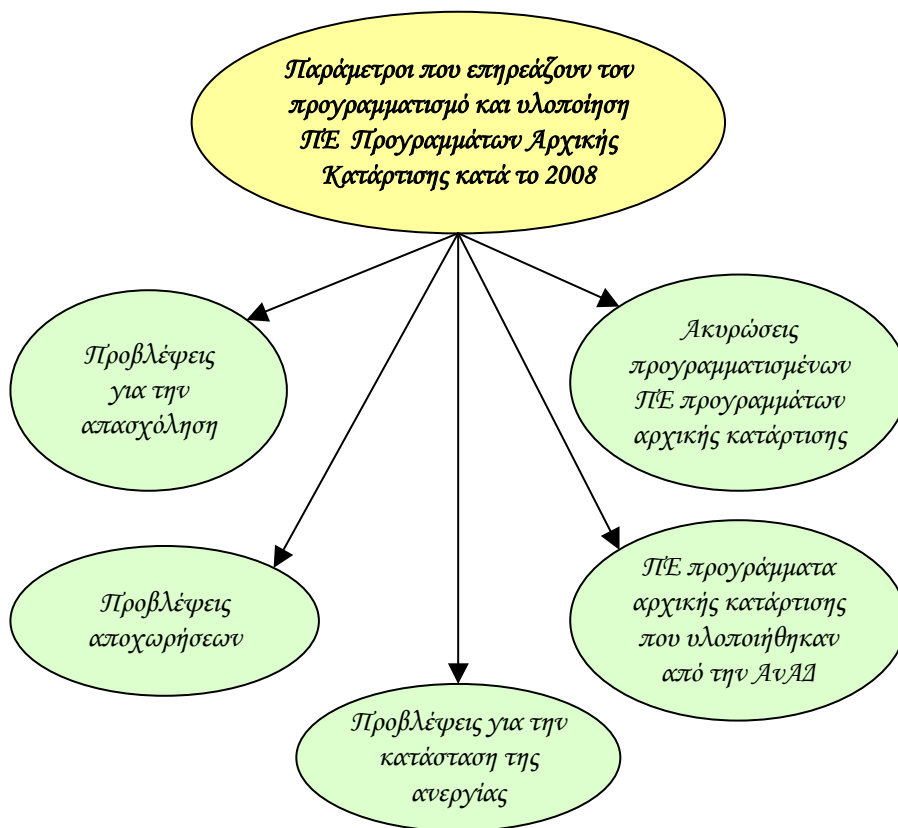 Παράμετροι που επηρεάζουν τον
προγραμματισμό και υλοποίηση
ΠΕ Προγραμμάτων Αρχικής
Κατάρτισης κατά το 2008
Προβλέψεις
για την
απασχόληση
Ακυρώσεις
προγραμματισμένων
ΠΕ προγραμμάτων
αρχικής κατάρτισης
Προβλέψεις
αποχωρήσεων
ΠΕ προγράμματα
αρχικής κατάρτισης
που υλοποιήθηκαν
από την ΑνΑΔ
Προβλέψεις για την
κατάσταση της
ανεργίας